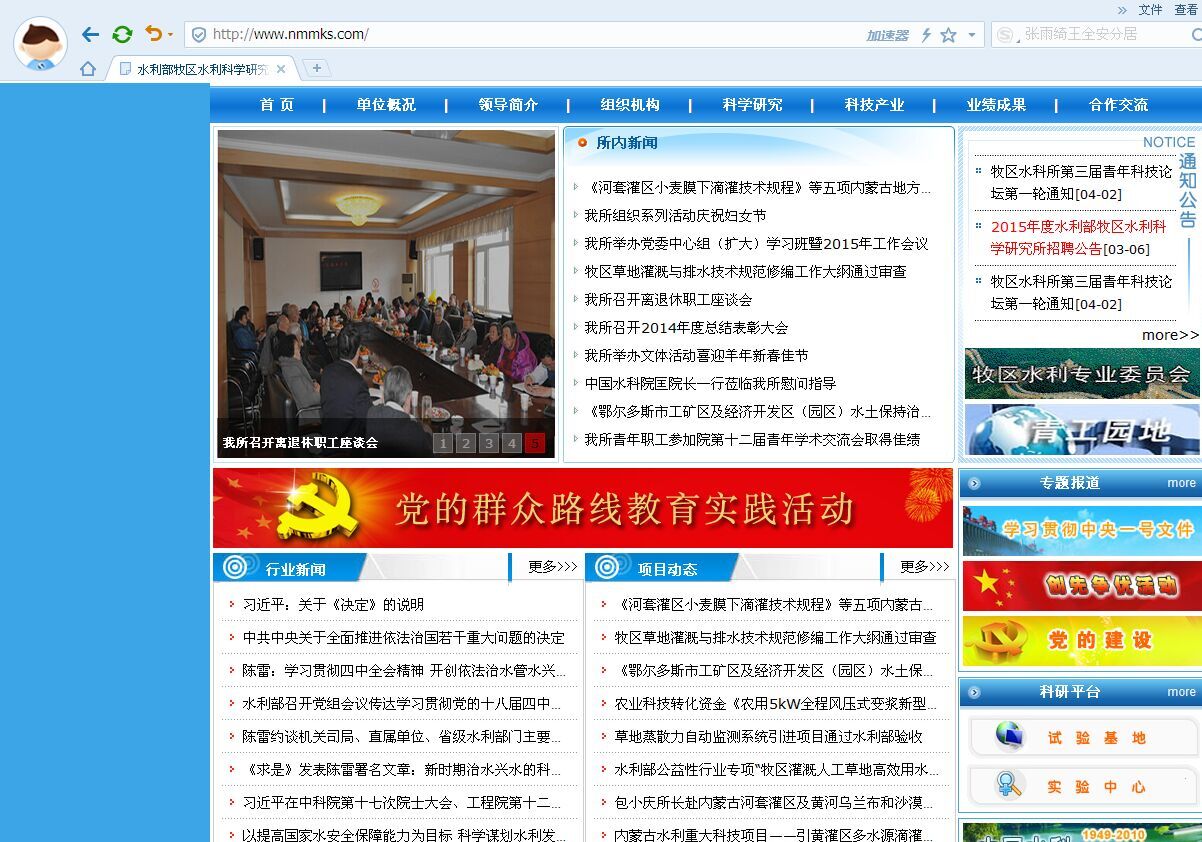 » 文件 查看
http://www.nmmks.com/
加速器
张雨绮王全安分居
水利部牧区水利科学研究
首 页
单位概况
领导简介
组织机构
科学研究
科技产业
业绩成果
合作交流
我所召开离退休职工座谈会
1 2 3 4 5
所内新闻
《河套灌区小麦膜下滴灌技术规程》等五项内蒙古地方...
我所组织系列活动庆祝妇女节
我所举办党委中心组（扩大）学习班暨2015年工作会议
牧区草地灌溉与排水技术规范修编工作大纲通过审查
我所召开离退休职工座谈会
我所召开2014年度总结表彰大会
我所举办文体活动喜迎羊年新春佳节
中国水科院匡院长一行莅临我所慰问指导
《鄂尔多斯市工矿区及经济开发区（园区）水土保持治...
我所青年职工参加院第十二届青年学术交流会取得佳绩
NOTICE
通知公告
牧区水科所第三届青年科技论
坛第一轮通知[04-02]
2015年度水利部牧区水利科
学研究所招聘公告[03-06]
牧区水科所第三届青年科技论
坛第一轮通知[04-02]
more>>
牧区水利专业委员会
青工园地
党的群众路线教育实践活动
专题报道
more
学习贯彻中央一号文件
创先争优活动
党的建设
科研平台
more
试验基地
实验中心
1949-2010
行业新闻
更多>>>
习近平：关于《决定》的说明
中共中央关于全面推进依法治国若干重大问题的决定
陈雷：学习贯彻四中全会精神 开创依法治水管水兴...
水利部召开党组会议传达学习贯彻党的十八届四中...
陈雷约谈机关司局、直属单位、省级水利部门主要...
《求是》发表陈雷署名文章：新时期治水兴水的科...
习近平在中科院第十七次院士大会、工程院第十二...
以提高国家水安全保障能力为目标 科学谋划水利发...
项目动态
更多>>>
《河套灌区小麦膜下滴灌技术规程》等五项内蒙古...
牧区草地灌溉与排水技术规范修编工作大纲通过审查
《鄂尔多斯市工矿区及经济开发区（园区）水土保...
农业科技转化资金《农用5kW全程风压式变桨新型...
草地蒸散力自动监测系统引进项目通过水利部验收
水利部公益性行业专项“牧区灌溉人工草地高效用水...
包小庆所长赴内蒙古河套灌区及黄河乌兰布和沙漠...
内蒙古水利重大科技项目——引黄灌区多水源滴灌...